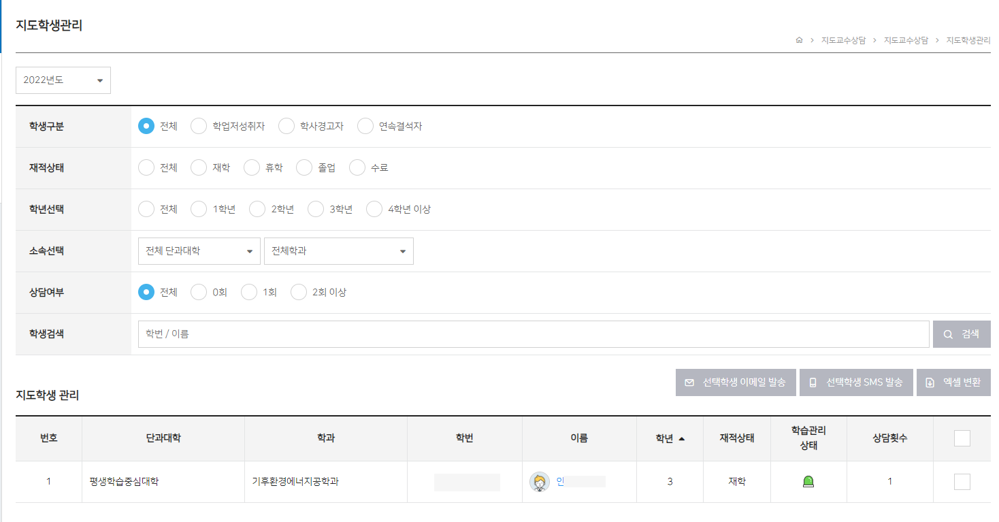 지도학생관리
지도교수상담 > 지도교수상담 > 지도학생관리
2022년도
학생구분 전체 학업저성취자 학사경고자 연속결석자
재적상태 전체 재학 휴학 졸업 수료
학년선택 전체 1학년 2학년 3학년 4학년 이상
소속선택 전체 단과대학 전체학과
상담여부 전체 0회 1회 2회 이상
학생검색 학번 / 이름 검색
선택학생 이메일 발송 선택학생 SMS 발송 엑셀 변환
지도학생 관리
번호 단과대학 학과 학번 이름 학년 재적상태 학습관리 상태 상담횟수
1 평생학습중심대학 기후환경에너지공학과 인 3 재학 1